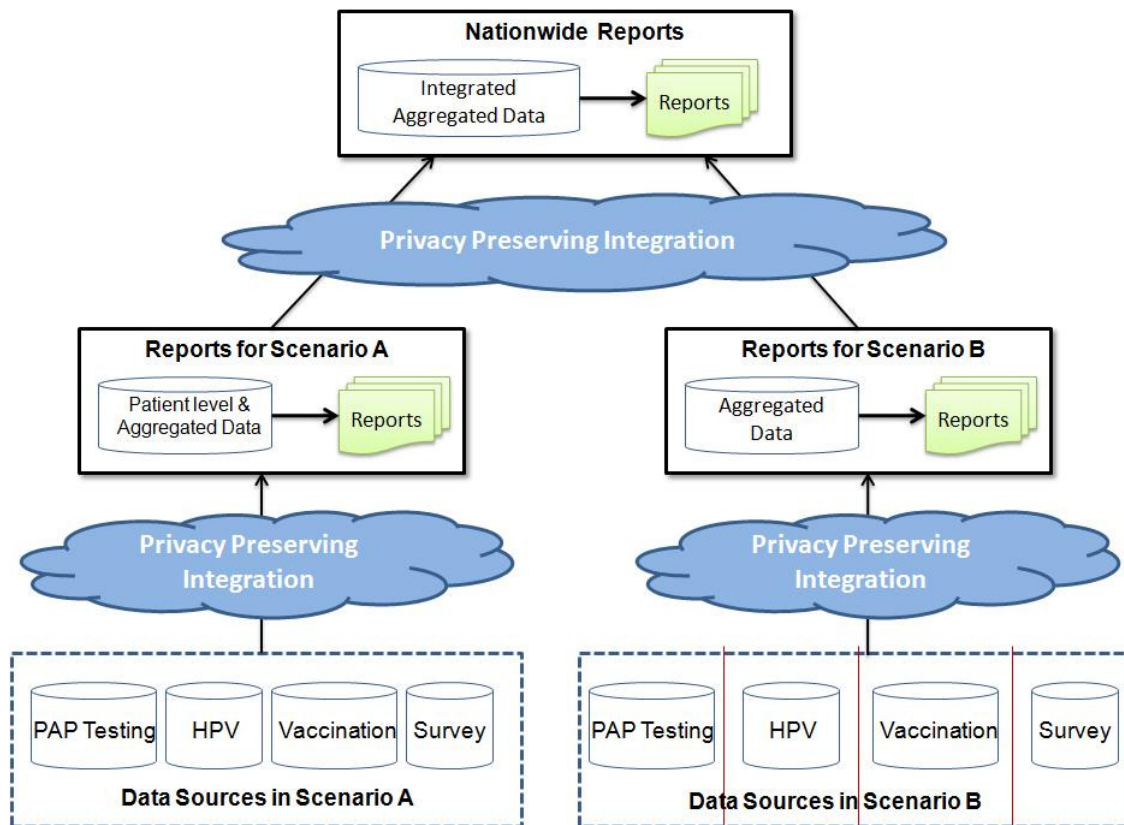 Nationwide Reports
Integrated
Aggregated Data
Reports
Privacy Preserving Integration
Reports for Scenario A
Patient level &
Aggregated Data
Reports
Reports for Scenario B
Aggregated
Data
Reports
Privacy Preserving
Integration
Privacy Preserving
Integration
PAP Testing
HPV
Vaccination
Survey
Data Sources in Scenario A
PAP Testing
HPV
Vaccination
Survey
Data Sources in Scenario B